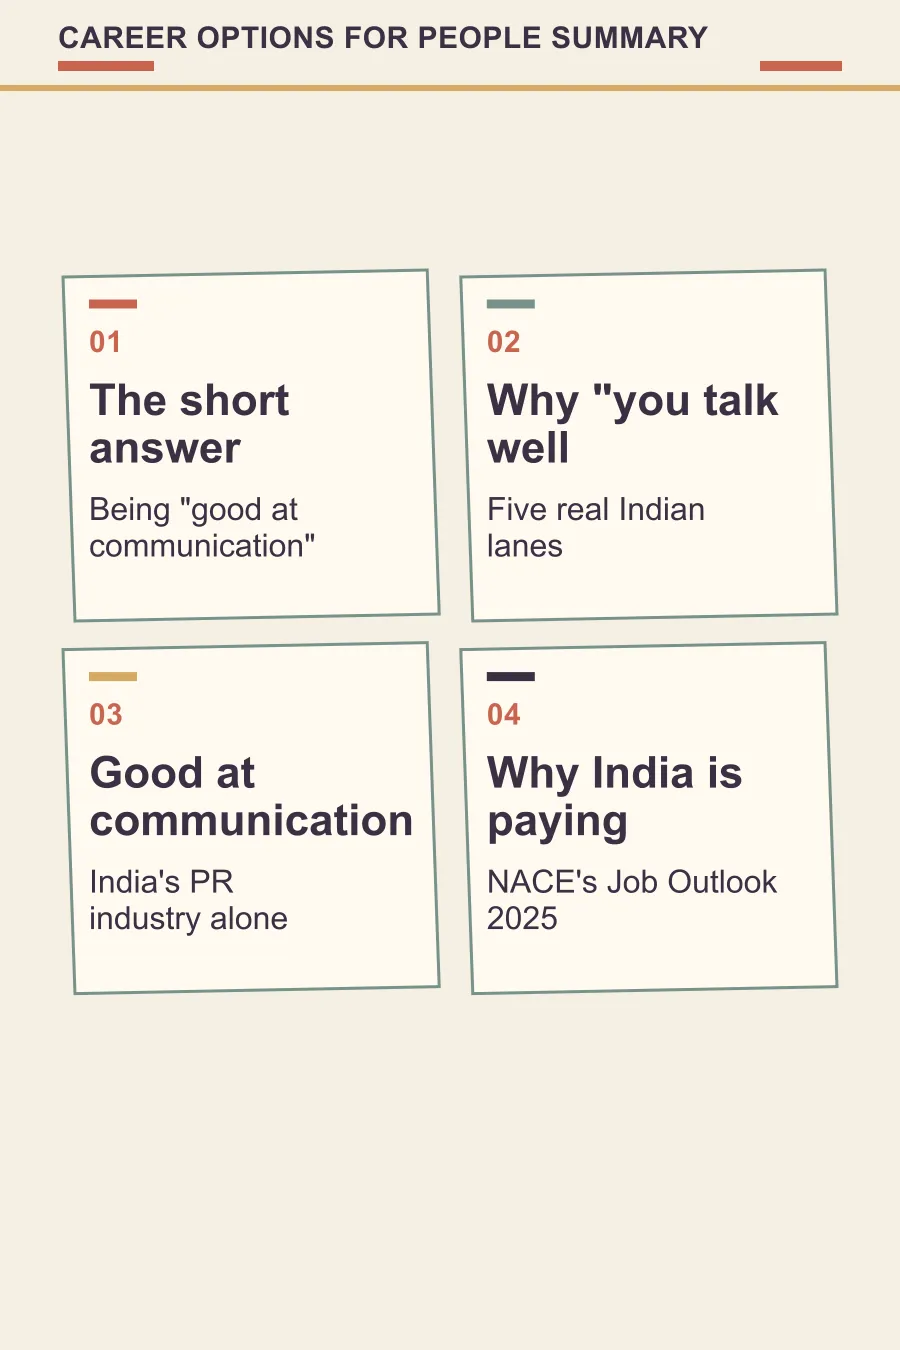 CAREER OPTIONS FOR PEOPLE SUMMARY
01
The short
answer
Being "good at
communication"
02
Why "you talk
well
Five real Indian
lanes
03
Good at
communication
India's PR
industry alone
04
Why India is
paying
NACE's Job Outlook
2025